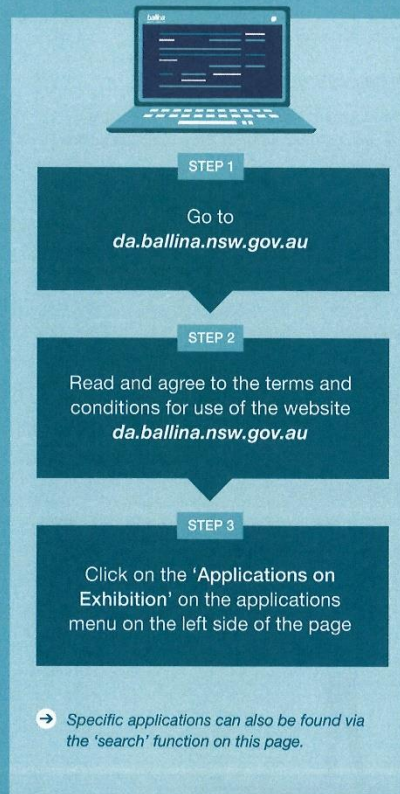 ballina
STEP 1
Go to
da.ballina.nsw.gov.au
STEP 2
Read and agree to the terms and
conditions for use of the website
da.ballina.nsw.gov.au
STEP 3
Click on the ‘Applications on
Exhibition’ on the applications
menu on the left side of the page
Specific applications can also be found via
the ‘search’ function on this page.